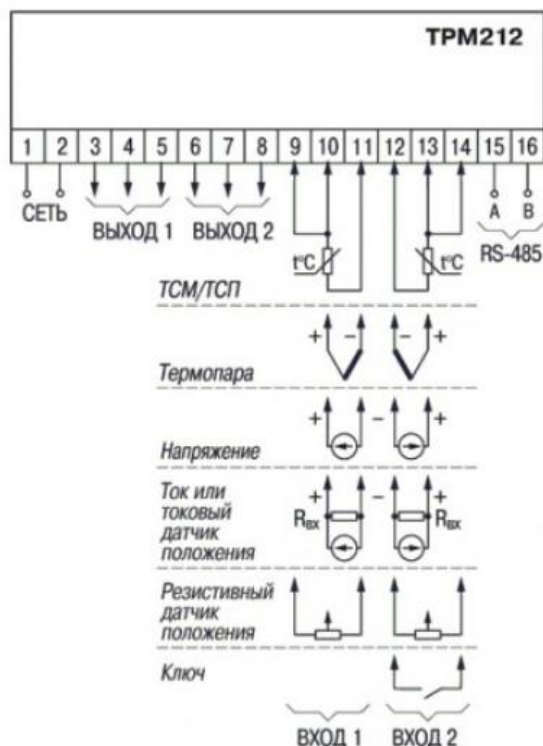 ТРМ212
1 2 3 4 5 6 7 8 9 10 11 12 13 14 15 16
СЕТЬ
ВЫХОД 1
ВЫХОД 2
A B
RS-485
t°C
t°C
ТСМ/ТСП
+ - - +
Термопара
+ - +
Напряжение
+ - +
Ток или
токовый
датчик
положения
Rвх
Rвх
Резистивный
датчик
положения
Ключ
ВХОД 1
ВХОД 2